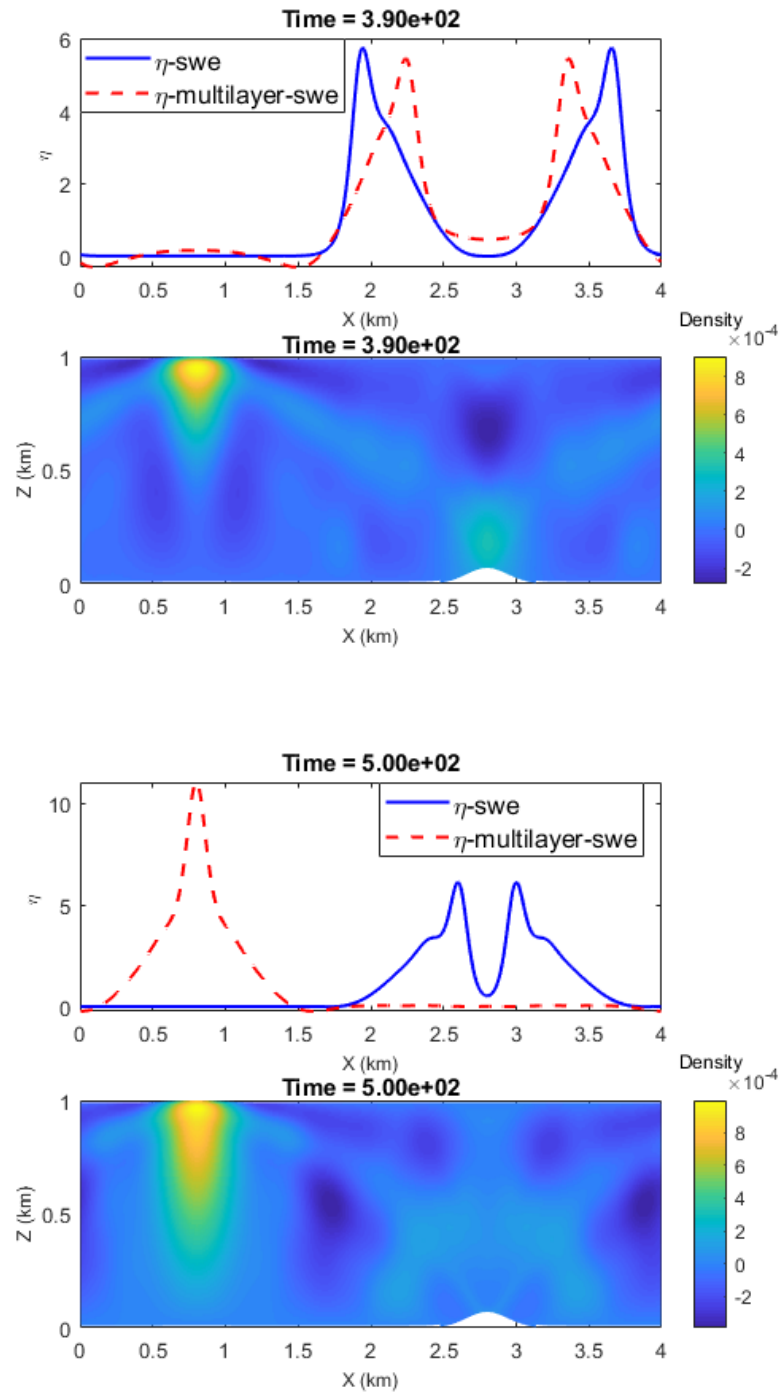 Time = 3.90e+02
6
4
2
0
η
η-swe
η-multilayer-swe
0 0.5 1 1.5 2 2.5 3 3.5 4
X (km)
Time = 3.90e+02
Density
×10⁻⁴
1
0.5
0
Z (km)
8
6
4
2
0
-2
0 0.5 1 1.5 2 2.5 3 3.5 4
X (km)
Time = 5.00e+02
10
5
0
η
η-swe
η-multilayer-swe
0 0.5 1 1.5 2 2.5 3 3.5 4
X (km)
Time = 5.00e+02
Density
×10⁻⁴
1
0.5
0
Z (km)
8
6
4
2
0
-2
0 0.5 1 1.5 2 2.5 3 3.5 4
X (km)